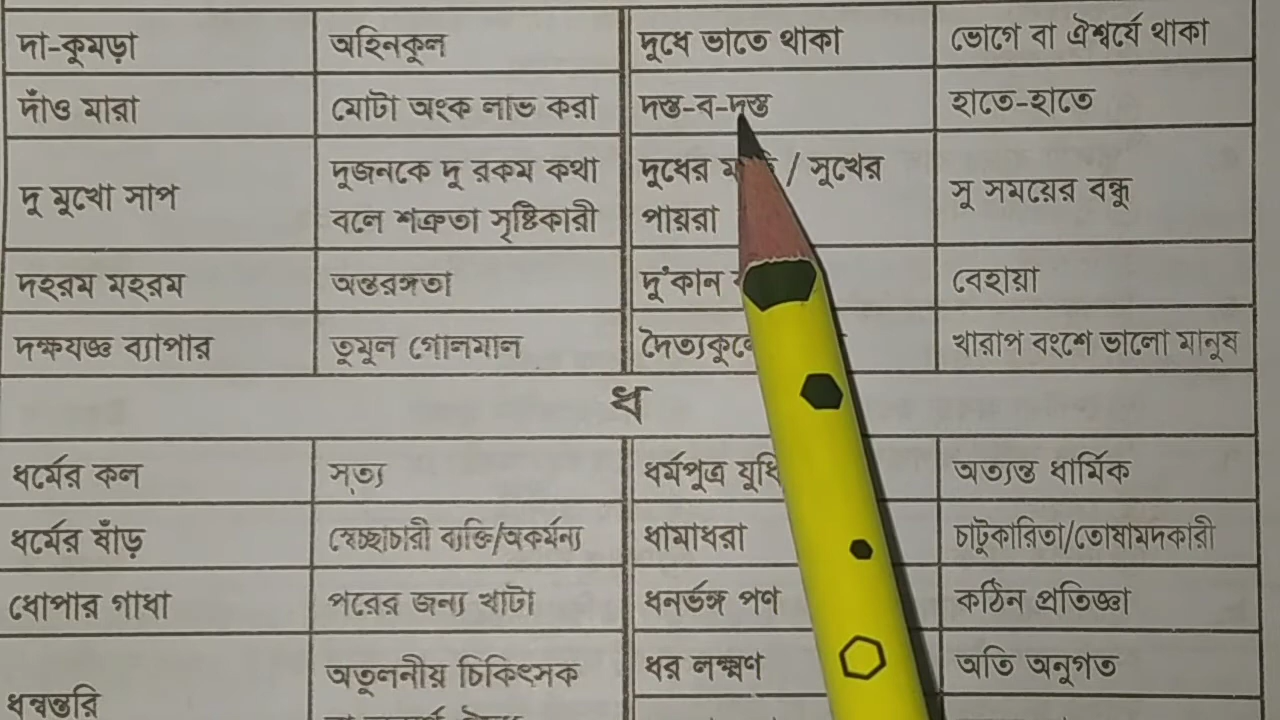 দা-কুমড়া অহিনকুল দুধে ভাতে থাকা ভোগে বা ঐশ্বর্যে থাকা
দাঁও মারা মোটা অংক লাভ করা দস্ত-ব-দস্ত হাতে-হাতে
দু মুখো সাপ দুজনকে দু রকম কথা
বলে শত্রুতা সৃষ্টিকারী দুধের / সুখের
পায়রা সু সময়ের বন্ধু
দহরম মহরম অন্তরঙ্গতা দু'কান বেহায়া
দক্ষযজ্ঞ ব্যাপার তুমুল গোলমাল খারাপ বংশে ভালো মানুষ
ধ
ধর্মের কল সত্য ধর্মপুত্র অত্যন্ত ধার্মিক
ধর্মের ষাঁড় স্বেচ্ছাচারী ব্যক্তি/অকর্মন্য ধামাধরা চাটুকারিতা/তোষামদকারী
ধোপার গাধা পরের জন্য খাটা ধনর্ভঙ্গ পণ কঠিন প্রতিজ্ঞা
ধন্বন্তরি অতুলনীয় চিকিৎসক ধর লক্ষ্মণ অতি অনুগত